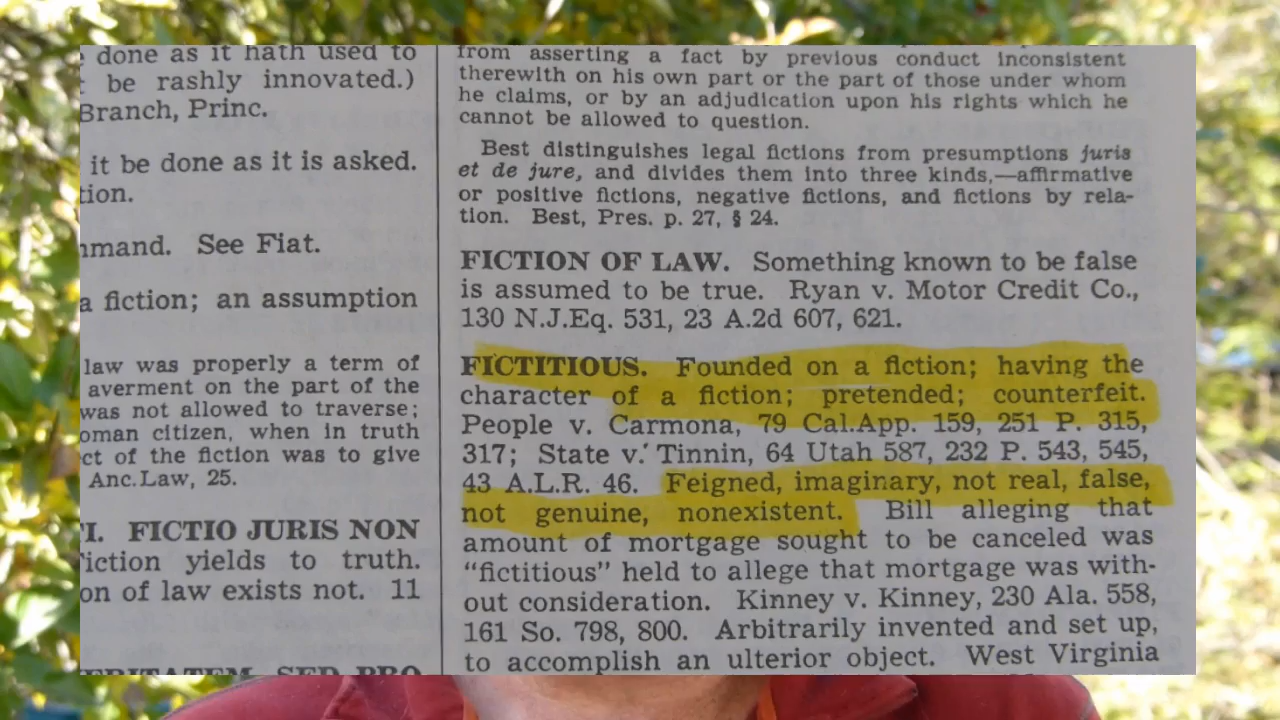 done as it hath used to
be rashly innovated.)
Branch, Princ.
it be done as it is asked.
tion.
mmand. See Fiat.
a fiction; an assumption
law was properly a term of
averment on the part of the
was not allowed to traverse;
oman citizen, when in truth
ct of the fiction was to give
Anc.Law, 25.
I. FICTIO JURIS NON
iction yields to truth.
on of law exists not. 11
SED PRO
from asserting a fact by previous conduct inconsistent
therewith on his own part or the part of those under whom
he claims, or by an adjudication upon his rights which he
cannot be allowed to question.
Best distinguishes legal fictions from presumptions juris
et de jure, and divides them into three kinds,—affirmative
or positive fictions, negative fictions, and fictions by rela-
tion. Best, Pres. p. 27, § 24.
FICTION OF LAW. Something known to be false
is assumed to be true. Ryan v. Motor Credit Co.,
130 N.J.Eq. 531, 23 A.2d 607, 621.
FICTITIOUS. Founded on a fiction; having the
character of a fiction; pretended; counterfeit.
People v. Carmona, 79 Cal.App. 159, 251 P. 315,
317; State v. Tinnin, 64 Utah 587, 232 P. 543, 545,
43 A.L.R. 46. Feigned, imaginary, not real, false,
not genuine, nonexistent. Bill alleging that
amount of mortgage sought to be canceled was
“fictitious” held to allege that mortgage was with-
out consideration. Kinney v. Kinney, 230 Ala. 558,
161 So. 798, 800. Arbitrarily invented and set up,
to accomplish an ulterior object. West Virginia